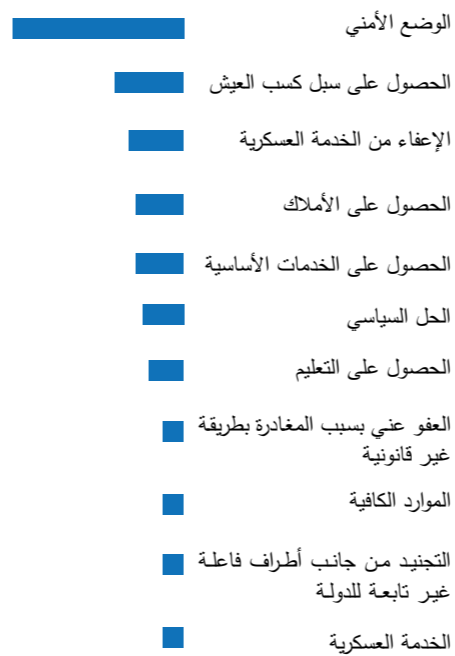 الوضع الأمني
الحصول على سبل كسب العيش
الإعفاء من الخدمة العسكرية
الحصول على الأملاك
الحصول على الخدمات الأساسية
الحل السياسي
الحصول على التعليم
العفو عني بسبب المغادرة بطريقة
غير قانونية
الموارد الكافية
التجنيد من جانب أطراف فاعلة
غير تابعة للدولة
الخدمة العسكرية